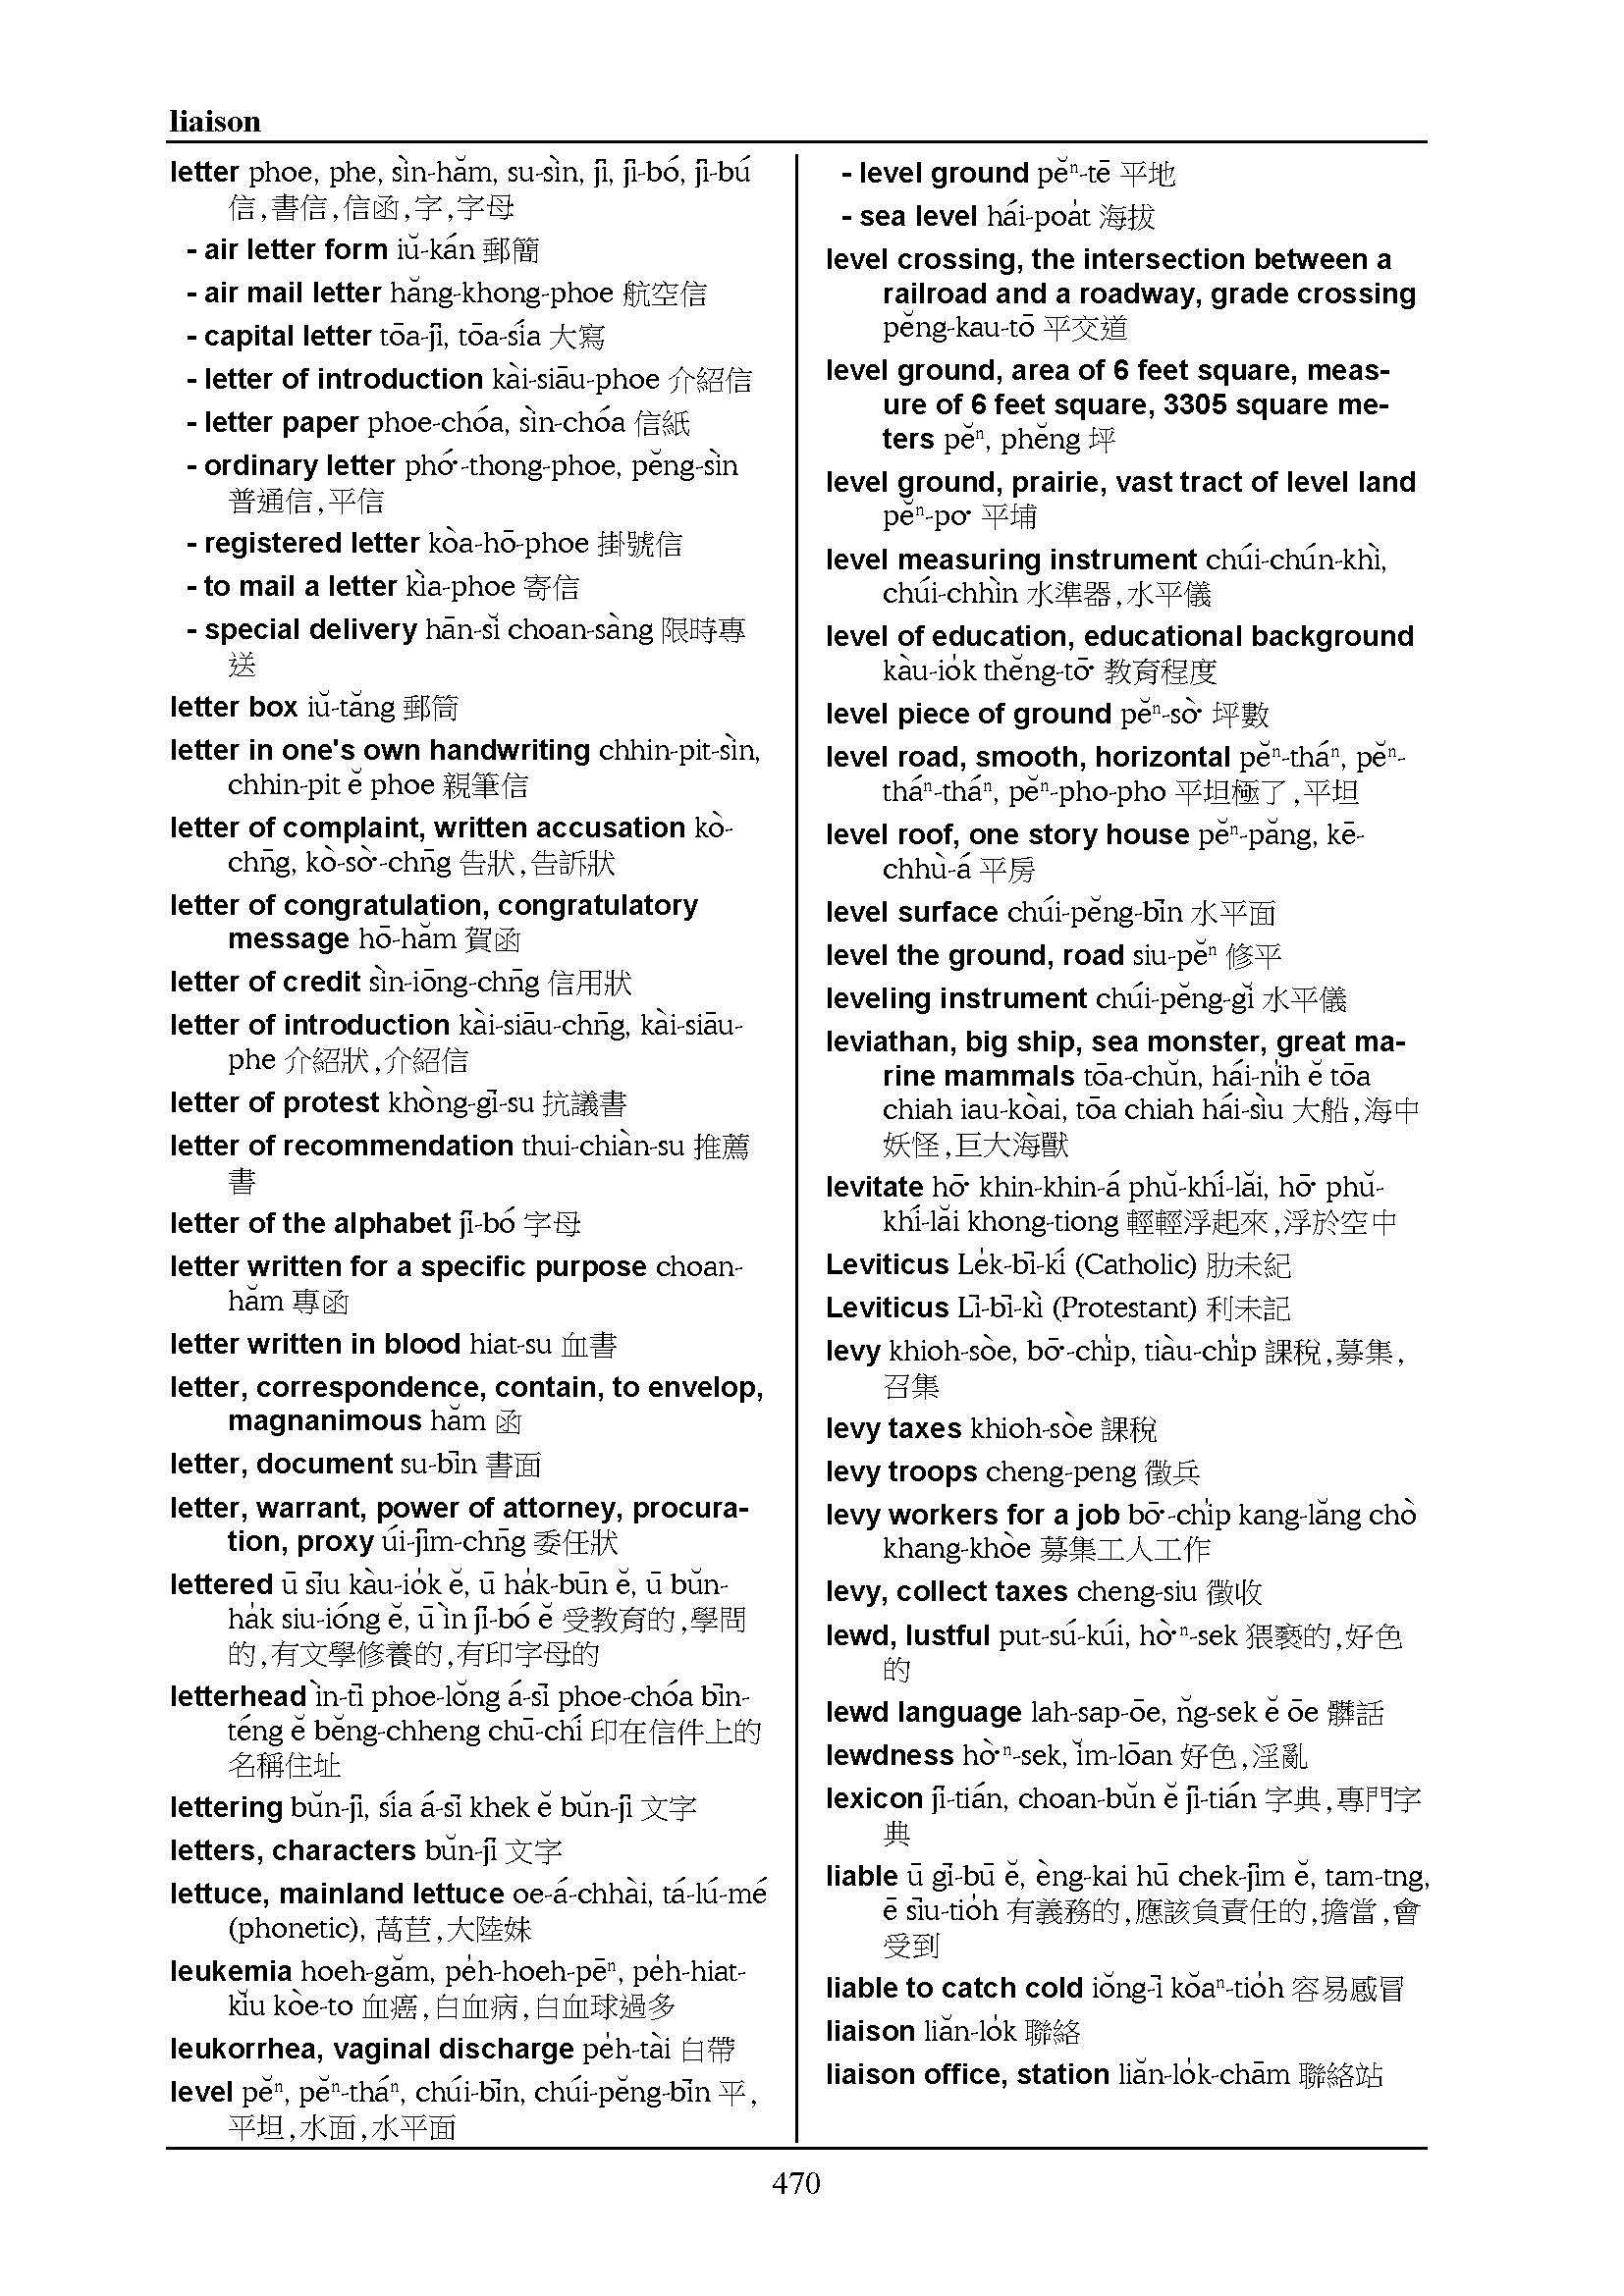 liaison
letter phoe, phe, sìn-hăm, su-sìn, jī, jī-bó, jī-bú
信,書信,信函,字,字母
- air letter form iŭ-kán 郵簡
- air mail letter hăng-khong-phoe 航空信
- capital letter tōa-jī, tōa-siá 大寫
- letter of introduction kài-siāu-phoe 介紹信
- letter paper phoe-chóa, sìn-chóa 信紙
- ordinary letter phó͘-thong-phoe, pĕng-sìn
普通信,平信
- registered letter kòa-hō-phoe 掛號信
- to mail a letter kìa-phoe 寄信
- special delivery hān-sĭ choan-sàng 限時專
送
letter box iŭ-tăng 郵筒
letter in one's own handwriting chhin-pit-sìn,
chhin-pit ĕ phoe 親筆信
letter of complaint, written accusation kò-
chn̄g, kò-sò͘-chn̄g 告狀,告訴狀
letter of congratulation, congratulatory
message hō-hăm 賀函
letter of credit sìn-iōng-chn̄g 信用狀
letter of introduction kài-siāu-chn̄g, kài-siāu-
phe 介紹狀,介紹信
letter of protest khòng-gī-su 抗議書
letter of recommendation thui-chiàn-su 推薦
書
letter of the alphabet jī-bó 字母
letter written for a specific purpose choan-
hăm 專函
letter written in blood hiat-su 血書
letter, correspondence, contain, to envelop,
magnanimous hăm 函
letter, document su-bīn 書面
letter, warrant, power of attorney, procura-
tion, proxy úi-jīm-chn̄g 委任狀
lettered ū sīu kàu-io̍k ĕ, ū ha̍k-būn ĕ, ū bŭn-
ha̍k siu-ióng ĕ, ū ìn jī-bó ĕ 受教育的,學問
的,有文學修養的,有印字母的
letterhead ìn-tī phoe-lŏng á-sī phoe-chóa bīn-
téng ĕ bĕng-chheng chū-chí 印在信件上的
名稱住址
lettering bŭn-jī, siá á-sī khek ĕ bŭn-jī 文字
letters, characters bŭn-jī 文字
lettuce, mainland lettuce oe-á-chhài, tá-lú-mé
(phonetic), 萵苣,大陸妹
leukemia hoeh-găm, pe̍h-hoeh-pēⁿ, pe̍h-hiat-
kĭu kòe-to 血癌,白血病,白血球過多
leukorrhea, vaginal discharge pe̍h-tài 白帶
level pĕⁿ, pĕⁿ-tháⁿ, chúi-bīn, chúi-pĕng-bīn 平,
平坦,水面,水平面
- level ground pĕⁿ-tē 平地
- sea level hái-poa̍t 海拔
level crossing, the intersection between a
railroad and a roadway, grade crossing
pĕng-kau-tō 平交道
level ground, area of 6 feet square, meas-
ure of 6 feet square, 3305 square me-
ters pĕⁿ, phĕng 坪
level ground, prairie, vast tract of level land
pĕⁿ-po͘ 平埔
level measuring instrument chúi-chún-khì,
chúi-chhìn 水準器,水平儀
level of education, educational background
kàu-io̍k thĕng-tō͘ 教育程度
level piece of ground pĕⁿ-sò͘ 坪數
level road, smooth, horizontal pĕⁿ-tháⁿ, pĕⁿ-
tháⁿ-tháⁿ, pĕⁿ-pho-pho 平坦極了,平坦
level roof, one story house pĕⁿ-păng, kē-
chhù-á 平房
level surface chúi-pĕng-bīn 水平面
level the ground, road siu-pĕⁿ 修平
leveling instrument chúi-pĕng-gĭ 水平儀
leviathan, big ship, sea monster, great ma-
rine mammals tōa-chŭn, hái-ni̍h ĕ tōa
chiah iau-kòai, tōa chiah hái-sìu 大船,海中
妖怪,巨大海獸
levitate hō͘ khin-khin-á phŭ-khí-lăi, hō͘ phŭ-
khí-lăi khong-tiong 輕輕浮起來,浮於空中
Leviticus Le̍k-bī-kí (Catholic) 肋未紀
Leviticus Lī-bī-kì (Protestant) 利未記
levy khioh-sòe, bō͘-chi̍p, tiàu-chi̍p 課稅,募集,
召集
levy taxes khioh-sòe 課稅
levy troops cheng-peng 徵兵
levy workers for a job bō͘-chi̍p kang-lăng chò
khang-khòe 募集工人工作
levy, collect taxes cheng-siu 徵收
lewd, lustful put-sú-kúi, hò͘ⁿ-sek 猥褻的,好色
的
lewd language lah-sap-ōe, n̆g-sek ĕ ōe 髒話
lewdness hò͘ⁿ-sek, ĭm-lōan 好色,淫亂
lexicon jī-tián, choan-bŭn ĕ jī-tián 字典,專門字
典
liable ū gī-bū ĕ, èng-kai hū chek-jīm ĕ, tam-tng,
ē sīu-tio̍h 有義務的,應該負責任的,擔當,會
受到
liable to catch cold iŏng-ī kŏaⁿ-tio̍h 容易感冒
liaison liăn-lo̍k 聯絡
liaison office, station liăn-lo̍k-chām 聯絡站
470